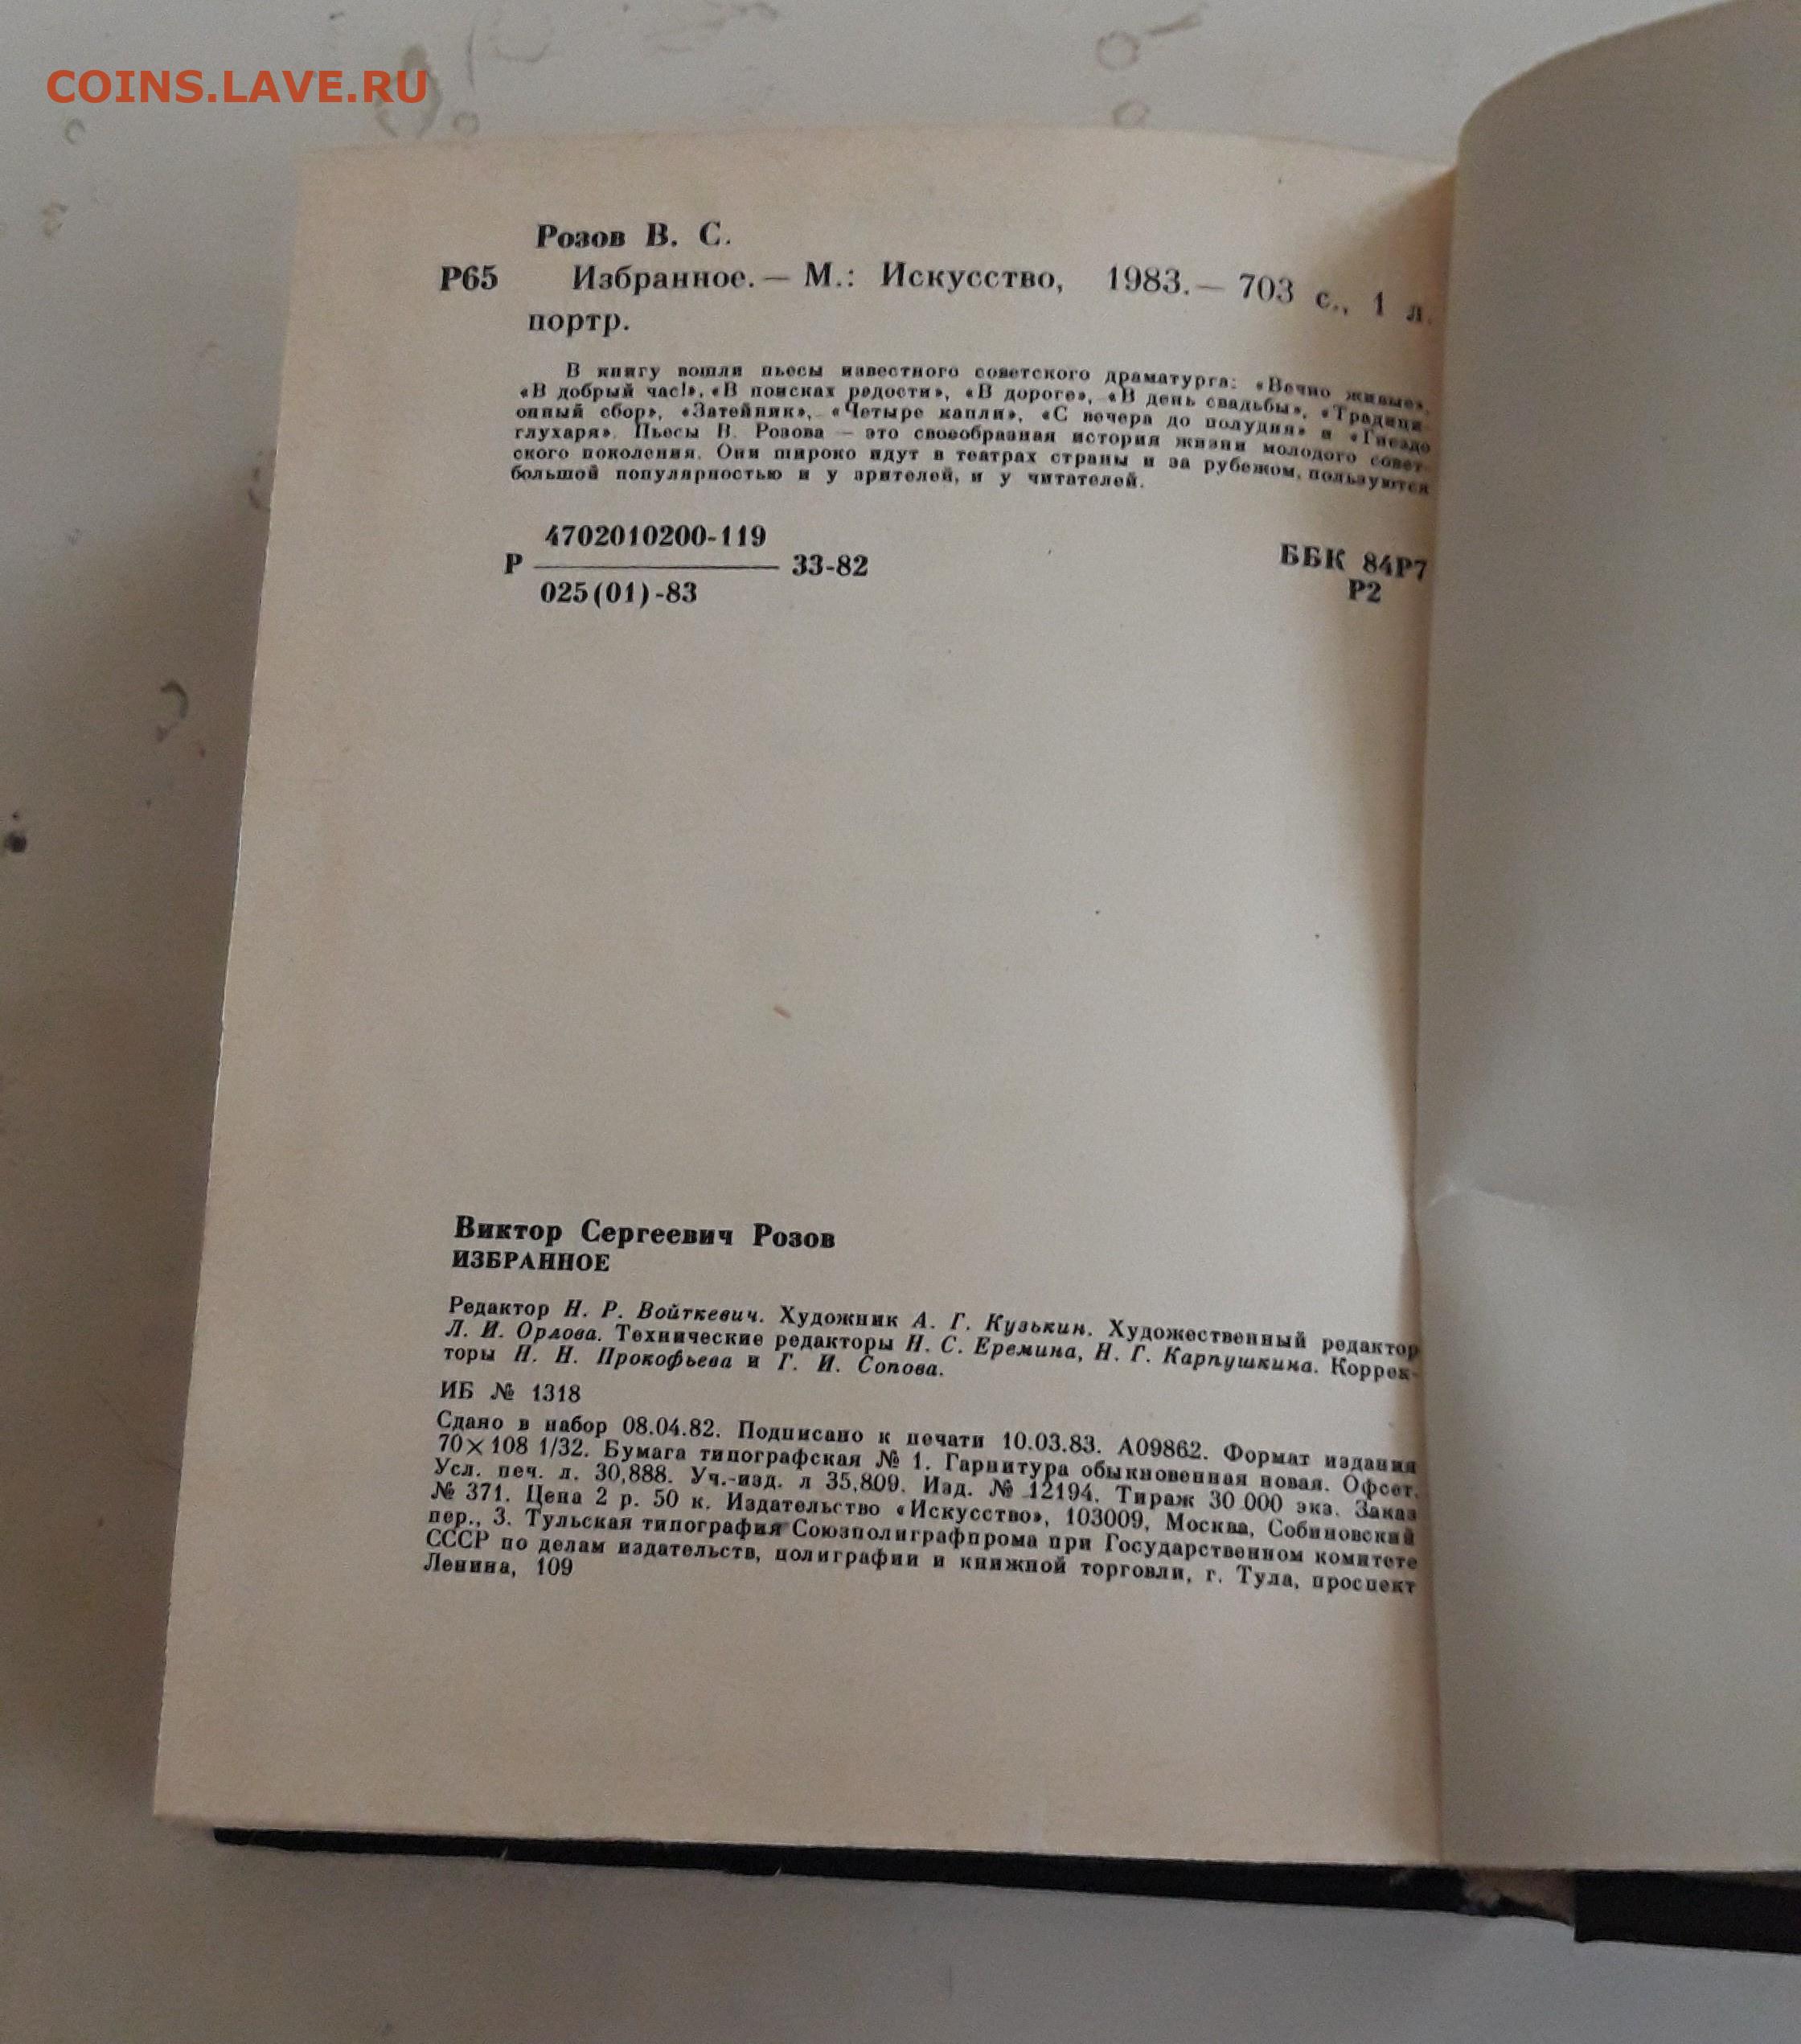 COINS.LAVE.RU
Розов В. С.
Р65 Избранное. — М.: Искусство, 1983. — 703 с., 1 л.
портр.
В книгу вошли пьесы известного советского драматурга: «Вечно живые»,
«В добрый час!», «В поисках радости», «В дороге», «В день свадьбы», «Традици-
онный сбор», «Затейник», «Четыре капли», «С вечера до полудня» и «Гнездо
глухаря». Пьесы В. Розова — это своеобразная история жизни молодого совет-
ского поколения. Они широко идут в театрах страны и за рубежом, пользуются
большой популярностью и у зрителей, и у читателей.
4702010200-119
Р 33-82
025(01)-83
ББК 84Р7
Р2
Виктор Сергеевич Розов
ИЗБРАННОЕ
Редактор Н. Р. Войткевич. Художник А. Г. Кузькин. Художественный редактор
Л. И. Орлова. Технические редакторы Н. С. Еремина, Н. Г. Карпушкина. Коррек-
торы Н. Н. Прокофьева и Г. И. Сопова.
ИБ № 1318
Сдано в набор 08.04.82. Подписано к печати 10.03.83. А09862. Формат издания
70×108 1/32. Бумага типографская № 1. Гарнитура обыкновенная новая. Офсет.
Усл. печ. л. 30,888. Уч.-изд. л 35,809. Изд. № 12194. Тираж 30 000 экз. Заказ
№ 371. Цена 2 р. 50 к. Издательство «Искусство», 103009, Москва, Собиновский
пер., 3. Тульская типография Союзполиграфпрома при Государственном комитете
СССР по делам издательств, полиграфии и книжной торговли, г. Тула, проспект
Ленина, 109